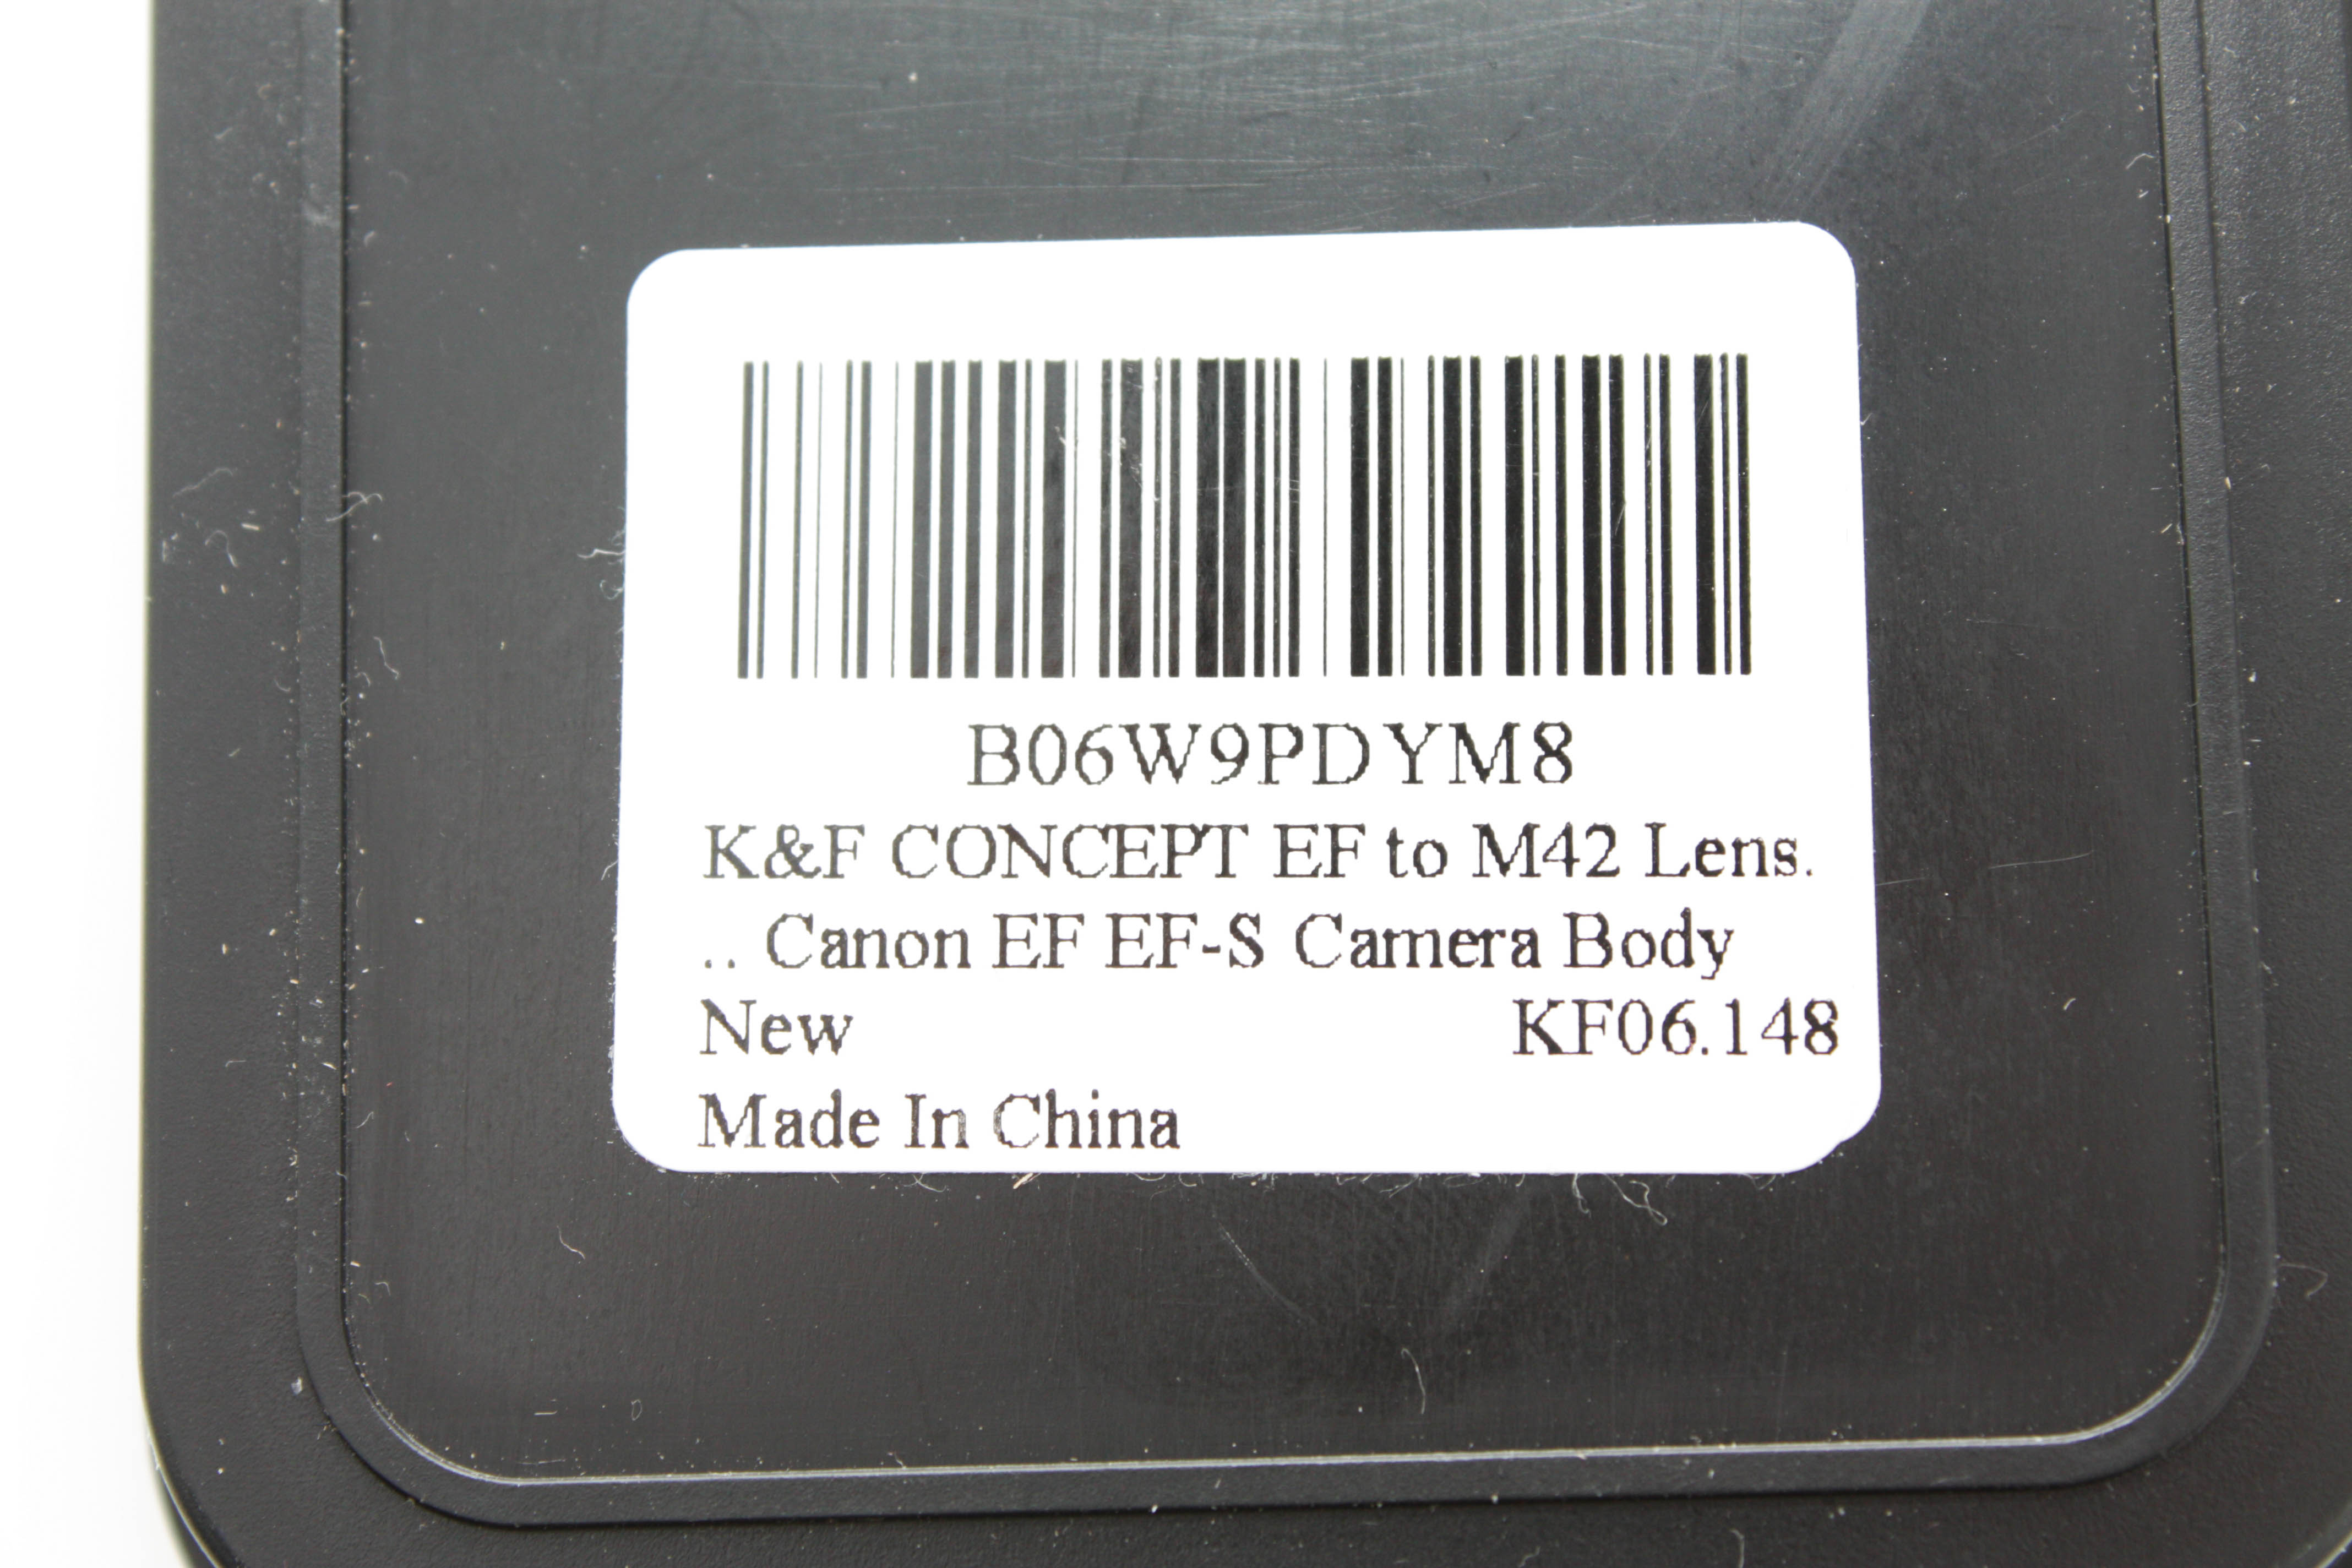 B06W9PDYM8
K&F CONCEPT EF to M42 Lens.
.. Canon EF EF-S Camera Body
New KF06.148
Made In China